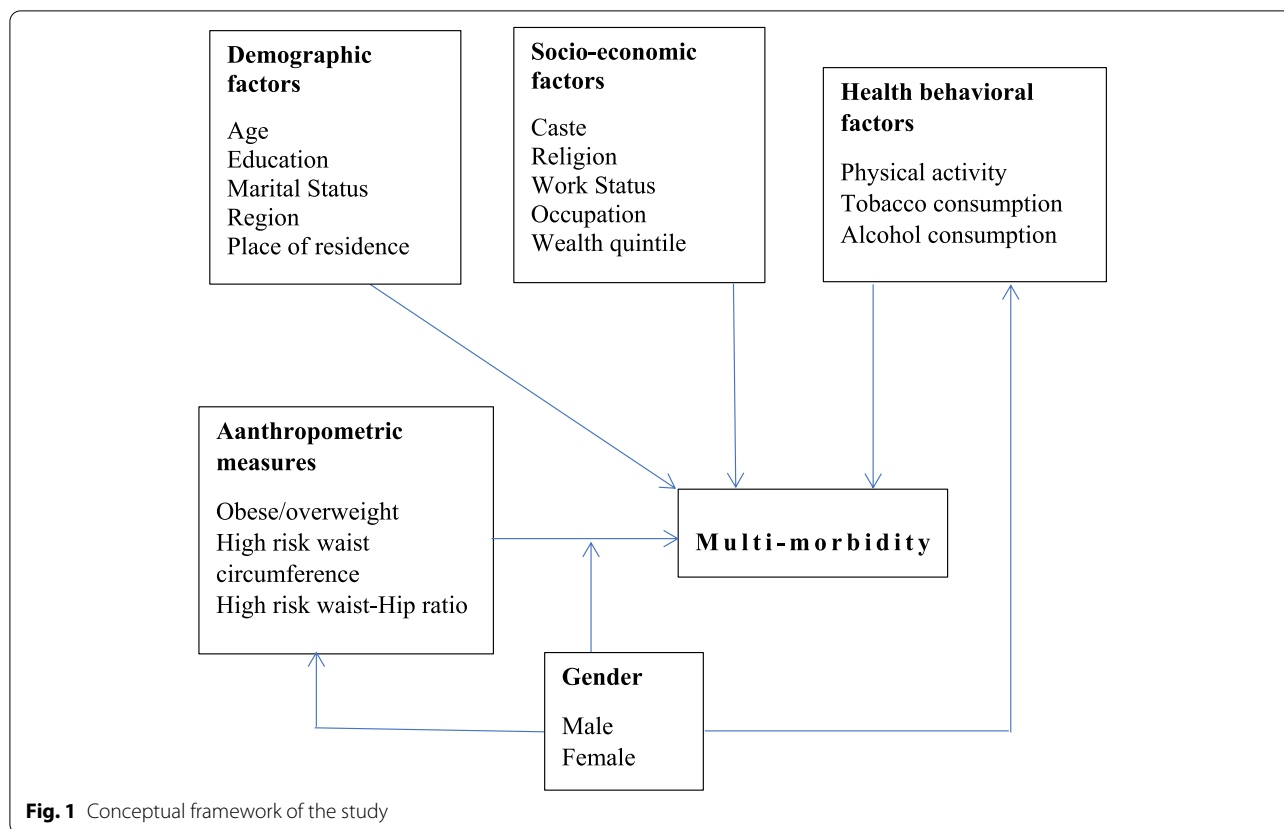 Demographic
factors
Age
Education
Marital Status
Region
Place of residence
Socio-economic
factors
Caste
Religion
Work Status
Occupation
Wealth quintile
Health behavioral
factors
Physical activity
Tobacco consumption
Alcohol consumption
Aanthropometric
measures
Obese/overweight
High risk waist
circumference
High risk waist-Hip ratio
Multi-morbidity
Gender
Male
Female
Fig. 1 Conceptual framework of the study